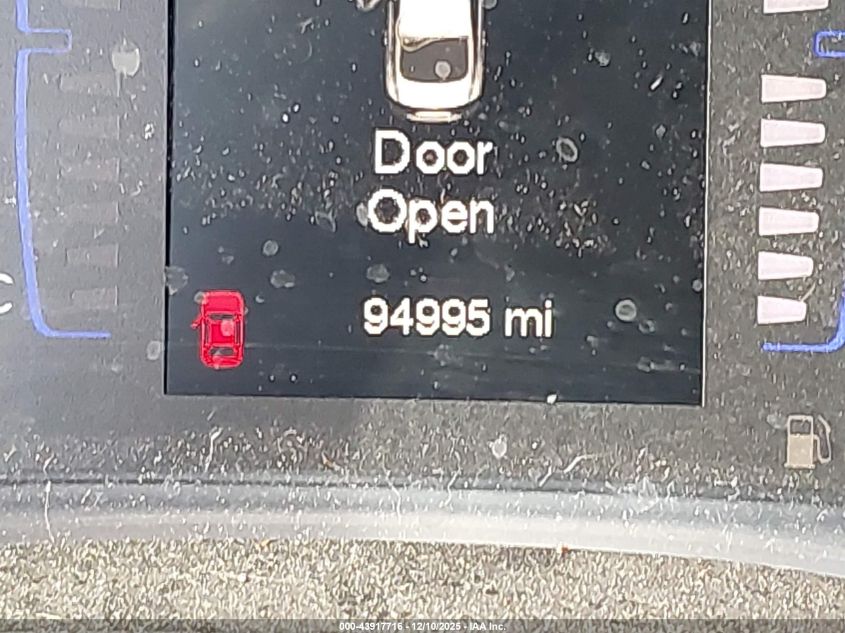 Door
Open
94995 mi
000-43917716 - 12/10/2025 - IAA Inc.